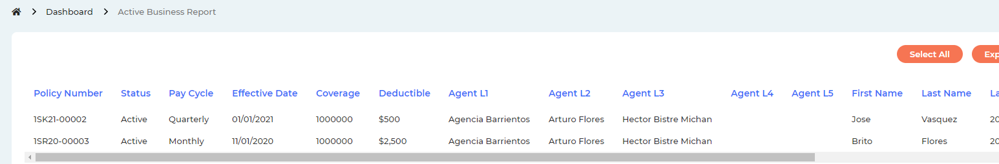 Dashboard Active Business Report
Select All Exp
Policy Number Status Pay Cycle Effective Date Coverage Deductible Agent L1 Agent L2 Agent L3 Agent L4 Agent L5 First Name Last Name La
1SK21-00002 Active Quarterly 01/01/2021 1000000 $500 Agencia Barrientos Arturo Flores Hector Bistre Michan Jose Vasquez 20
1SR20-00003 Active Monthly 11/01/2020 1000000 $2,500 Agencia Barrientos Arturo Flores Hector Bistre Michan Brito Flores 20